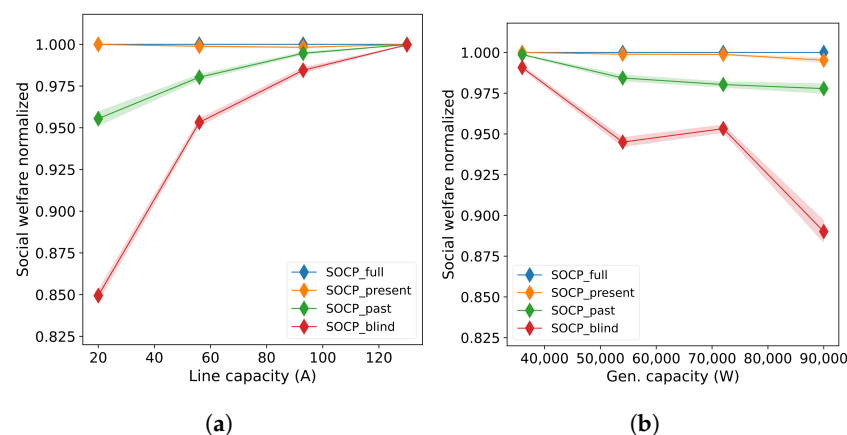 1.000
0.975
0.950
0.925
0.900
0.875
0.850
0.825
Social welfare normalized
20
40
60
80
100
120
Line capacity (A)
SOCP_full
SOCP_present
SOCP_past
SOCP_blind
(a)
1.000
0.975
0.950
0.925
0.900
0.875
0.850
0.825
Social welfare normalized
40,000
50,000
60,000
70,000
80,000
90,000
Gen. capacity (W)
SOCP_full
SOCP_present
SOCP_past
SOCP_blind
(b)